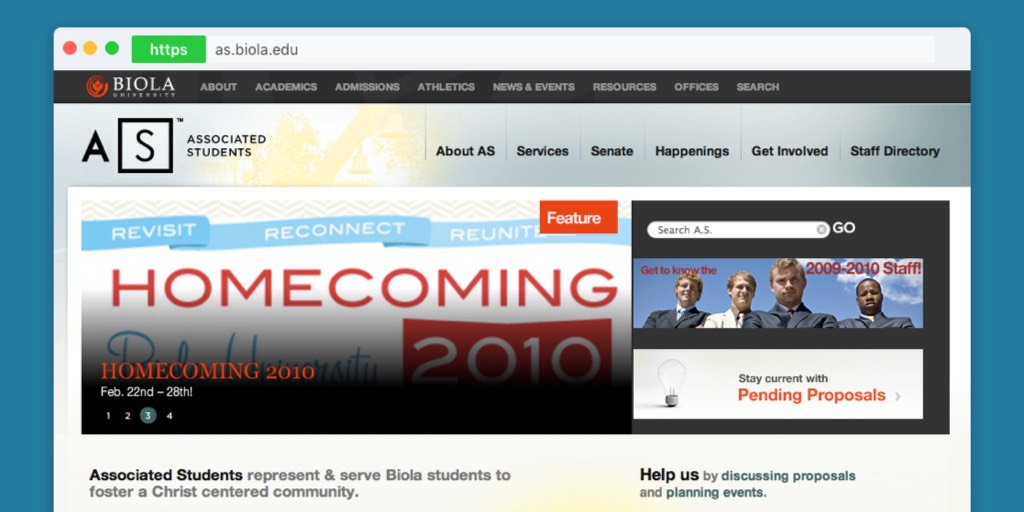 https as.biola.edu
BIOLA UNIVERSITY ABOUT ACADEMICS ADMISSIONS ATHLETICS NEWS & EVENTS RESOURCES OFFICES SEARCH
AS™ ASSOCIATED
STUDENTS
About AS Services Senate Happenings Get Involved Staff Directory
Feature
REVISIT RECONNECT REUNITE
HOMECOMING
Biola University 2010
HOMECOMING 2010
Feb. 22nd – 28th!
1 2 3 4
Search A.S. GO
Get to know the 2009-2010 Staff!
Stay current with
Pending Proposals ›
Associated Students represent & serve Biola students to
foster a Christ centered community.
Help us by discussing proposals
and planning events.